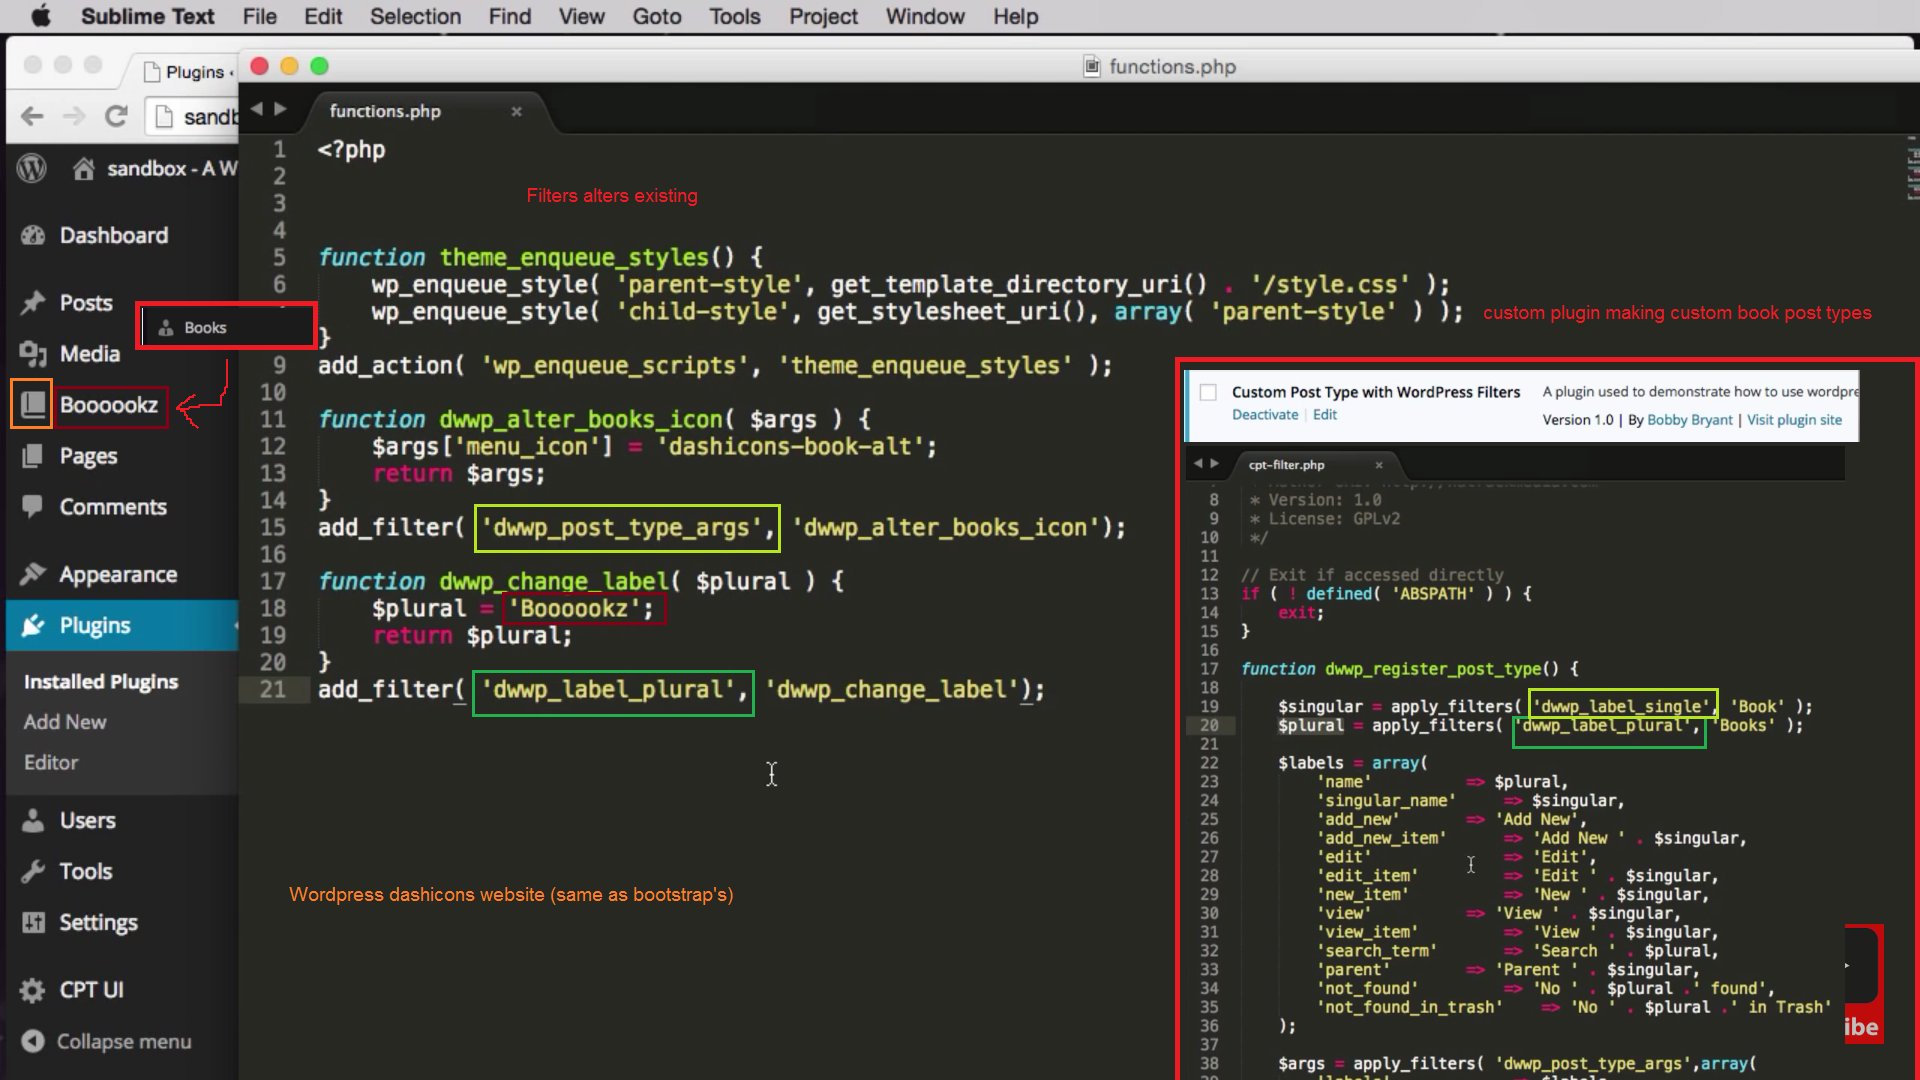 Sublime Text File Edit Selection Find View Goto Tools Project Window Help
Plugins ‹
functions.php
sandb
functions.php
sandbox - A W
Dashboard
Posts
Books
Media
Boooookz
Pages
Comments
Appearance
Plugins
Installed Plugins
Add New
Editor
Users
Tools
Settings
CPT UI
Collapse menu
1 <?php
2
3
4
Filters alters existing
5 function theme_enqueue_styles() {
6 wp_enqueue_style( 'parent-style', get_template_directory_uri() . '/style.css' );
wp_enqueue_style( 'child-style', get_stylesheet_uri(), array( 'parent-style' ) );
}
9 add_action( 'wp_enqueue_scripts', 'theme_enqueue_styles' );
10
11 function dwwp_alter_books_icon( $args ) {
12 $args['menu_icon'] = 'dashicons-book-alt';
13 return $args;
14 }
15 add_filter( 'dwwp_post_type_args', 'dwwp_alter_books_icon');
16
17 function dwwp_change_label( $plural ) {
18 $plural = 'Boooookz';
19 return $plural;
20 }
21 add_filter( 'dwwp_label_plural', 'dwwp_change_label');
Wordpress dashicons website (same as bootstrap's)
custom plugin making custom book post types
Custom Post Type with WordPress Filters A plugin used to demonstrate how to use wordpre
Deactivate | Edit Version 1.0 | By Bobby Bryant | Visit plugin site
cpt-filter.php
8 * Version: 1.0
9 * License: GPLv2
10 */
11
12 // Exit if accessed directly
13 if ( ! defined( 'ABSPATH' ) ) {
14 exit;
15 }
16
17 function dwwp_register_post_type() {
18
19 $singular = apply_filters( 'dwwp_label_single', 'Book' );
20 $plural = apply_filters( 'dwwp_label_plural', 'Books' );
21
22 $labels = array(
23 'name' => $plural,
24 'singular_name' => $singular,
25 'add_new' => 'Add New',
26 'add_new_item' => 'Add New ' . $singular,
27 'edit' => 'Edit',
28 'edit_item' => 'Edit ' . $singular,
29 'new_item' => 'New ' . $singular,
30 'view' => 'View ' . $singular,
31 'view_item' => 'View ' . $singular,
32 'search_term' => 'Search ' . $plural,
33 'parent' => 'Parent ' . $singular,
34 'not_found' => 'No ' . $plural .' found',
35 'not_found_in_trash' => 'No ' . $plural .' in Trash'
36 );
37
38 $args = apply_filters( 'dwwp_post_type_args',array(
ibe